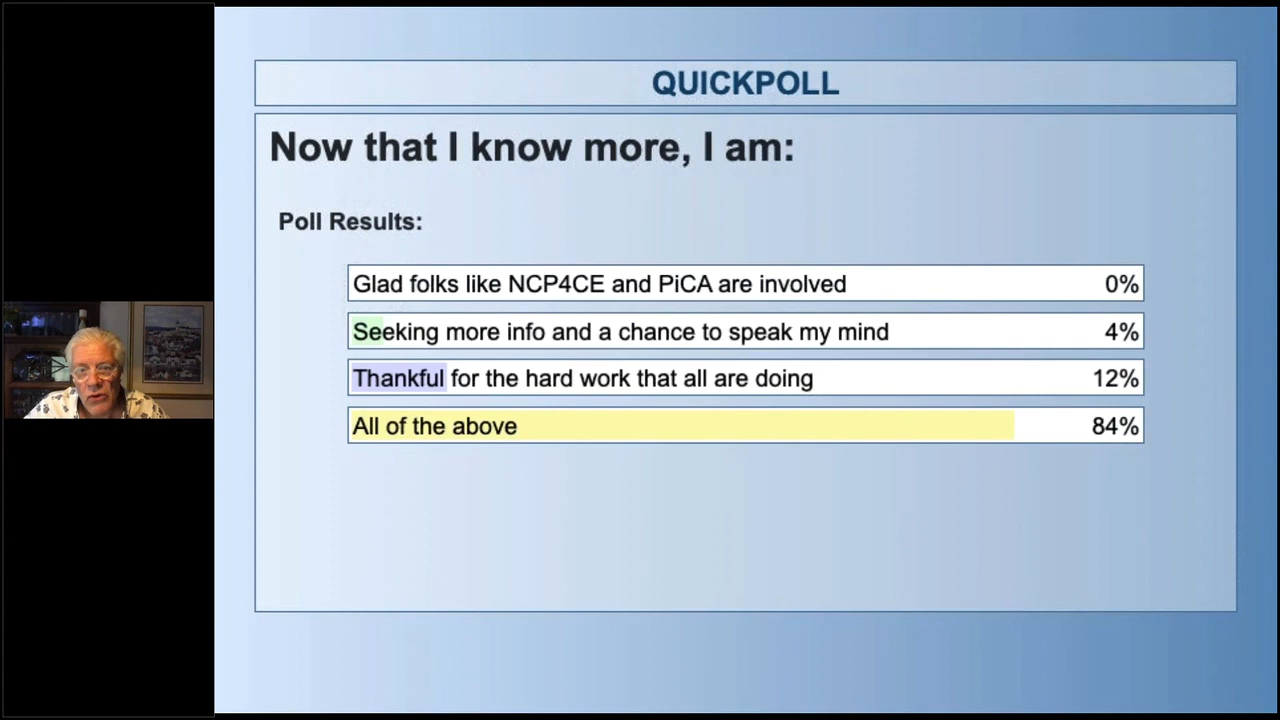 QUICKPOLL
Now that I know more, I am:
Poll Results:
Glad folks like NCP4CE and PiCA are involved 0%
Seeking more info and a chance to speak my mind 4%
Thankful for the hard work that all are doing 12%
All of the above 84%